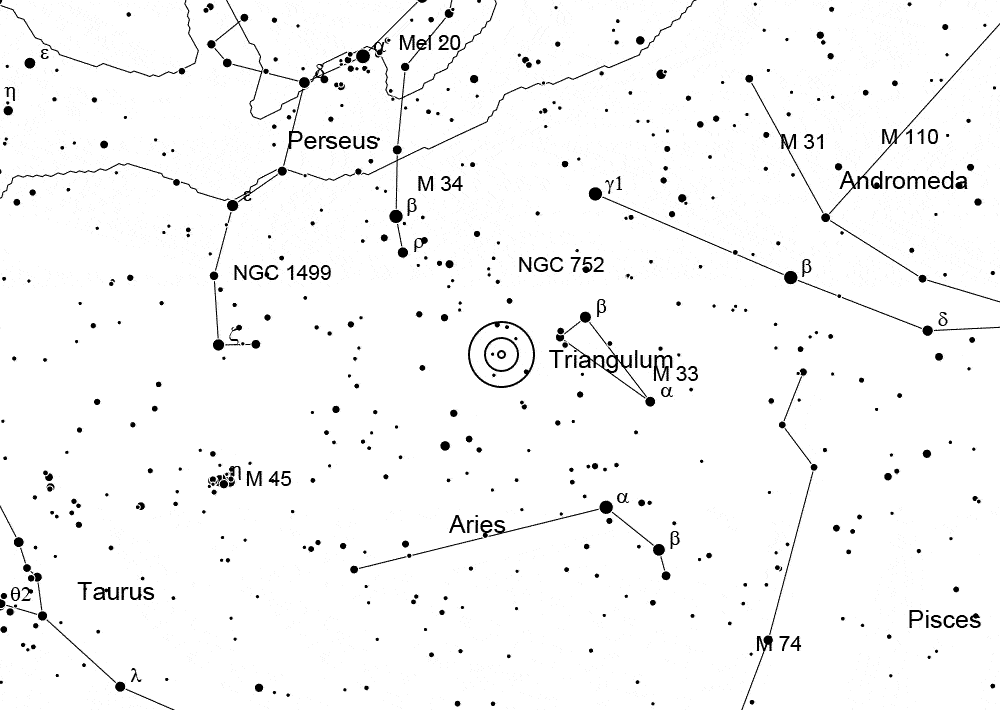 ε
α
Mel 20
δ
η
Perseus
M 31
M 110
M 34
γ1
Andromeda
ε
β
ρ
NGC 1499
NGC 752
β
β
δ
ζ
Triangulum
M 33
α
η
M 45
α
Aries
β
θ2
Taurus
Pisces
M 74
λ